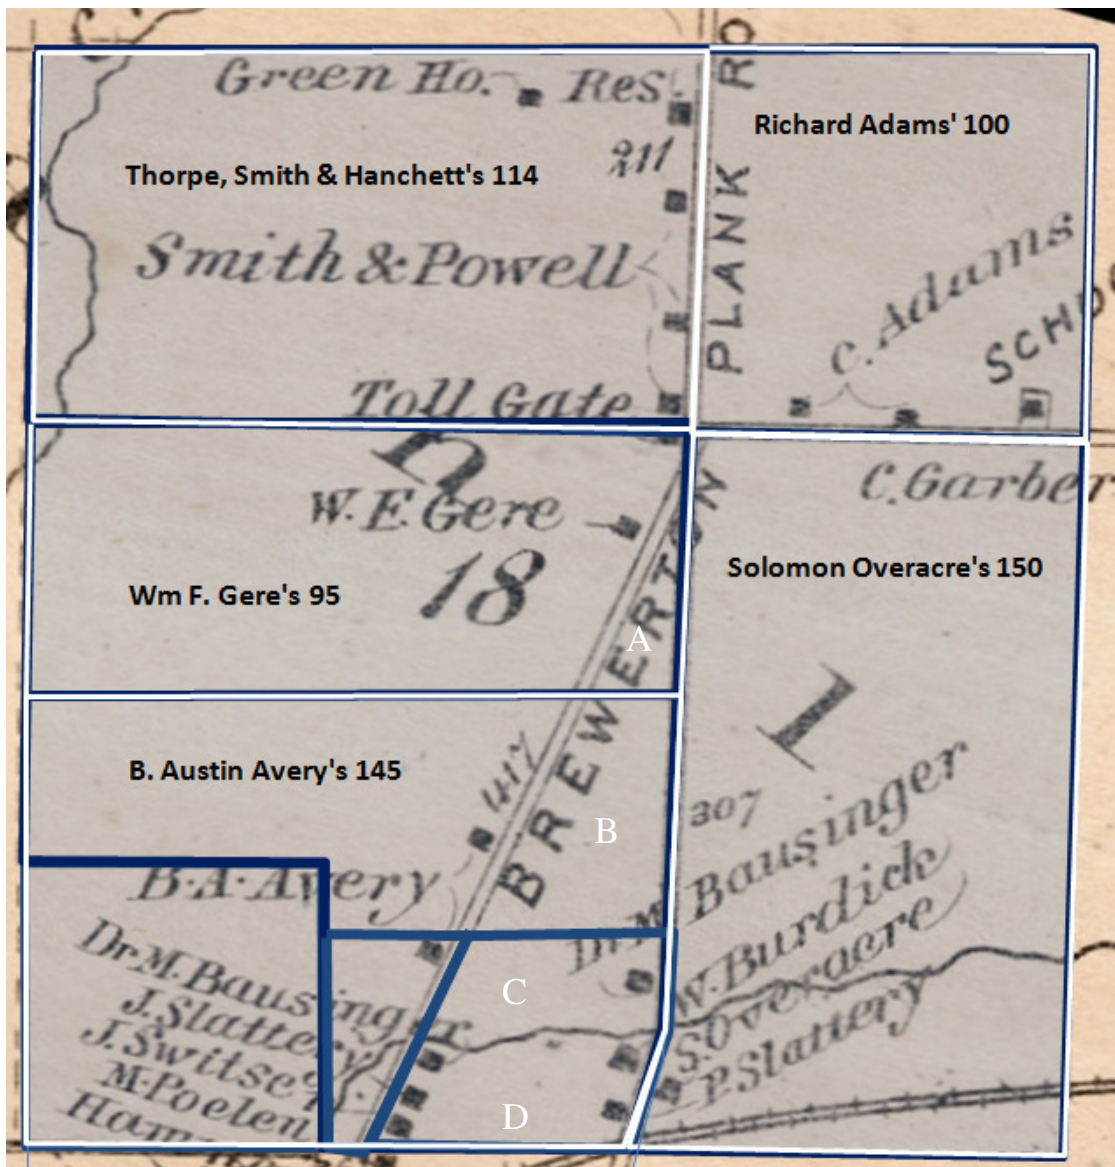 Green Ho. Res.
Richard Adams' 100
211
Thorpe, Smith & Hanchett's 114
PLANK
Smith & Powell
C. Adams
Toll Gate
n
W. F. Gere
C. Garber
18
Solomon Overacre's 150
Wm F. Gere's 95
A
BREWERTON
1
B. Austin Avery's 145
417
307
B
B. A. Avery
Dr M. Bausinger
W. Burdick
S. Overacre
P. Slattery
Dr M. Bausinger
J. Slattery
J. Switser
M. Poelen
C
D